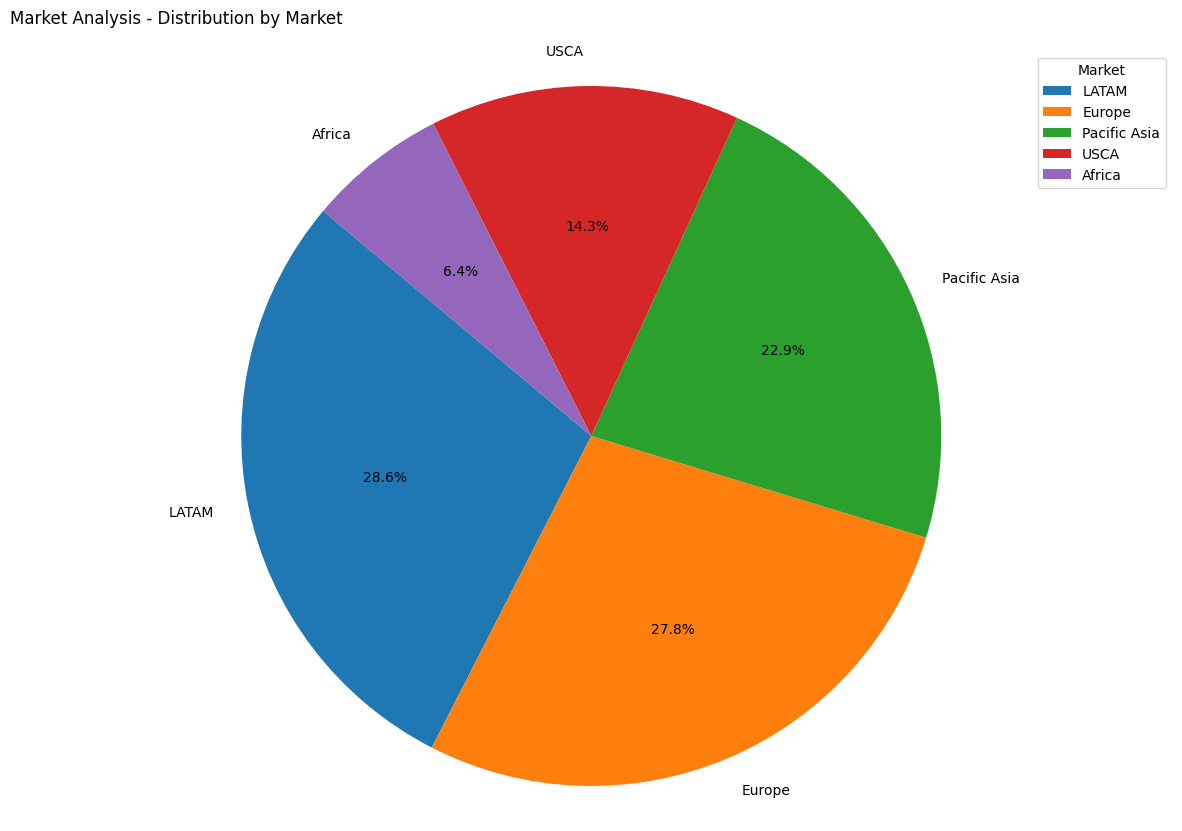 Market Analysis - Distribution by Market
USCA
Market
LATAM
Europe
Pacific Asia
USCA
Africa
Africa
14.3%
6.4%
Pacific Asia
22.9%
28.6%
LATAM
27.8%
Europe